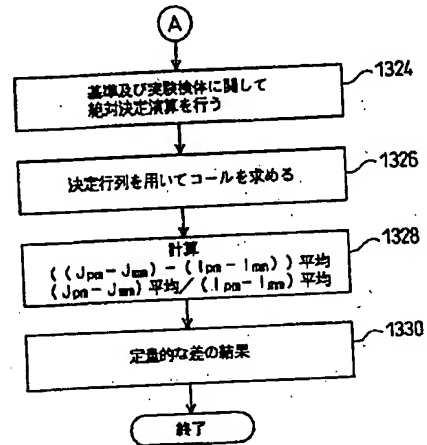 A
1324
基準及び実験検体に関して
絶対決定演算を行う
1326
決定行列を用いてコールを求める
1328
計算
((Jpm-Jmm)-(Ipm-Imm))平均
(Jpm-Jmm)平均/(Ipm-Imm)平均
1330
定量的な差の結果
終了